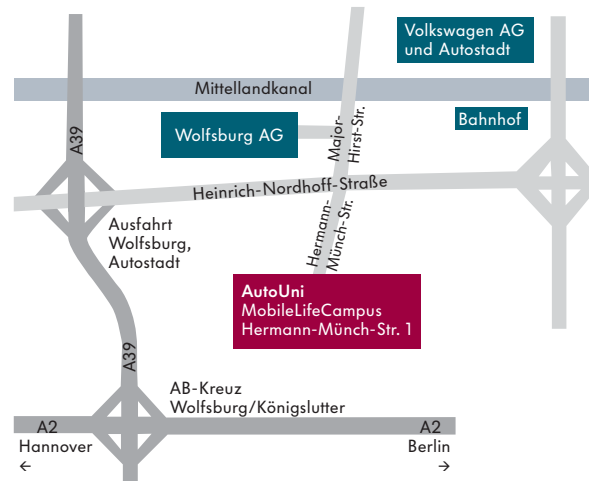 Volkswagen AG
und Autostadt
Mittellandkanal
Bahnhof
Wolfsburg AG
Major-
Hirst-Str.
A39
Heinrich-Nordhoff-Straße
Hermann-
Münch-Str.
Ausfahrt
Wolfsburg,
Autostadt
AutoUni
MobileLifeCampus
Hermann-Münch-Str. 1
A39
AB-Kreuz
Wolfsburg/Königslutter
A2
A2
Hannover
←
Berlin
→